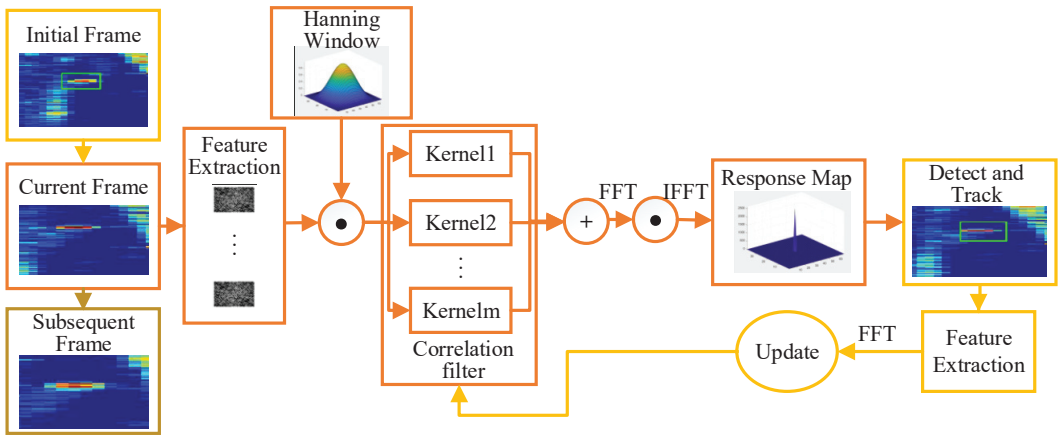 Initial Frame
Current Frame
Subsequent
Frame
Feature
Extraction
⋮
Hanning
Window
Kernel1
Kernel2
⋮
Kernelm
Correlation
filter
+
FFT
IFFT
Response Map
Detect and
Track
Feature
Extraction
FFT
Update